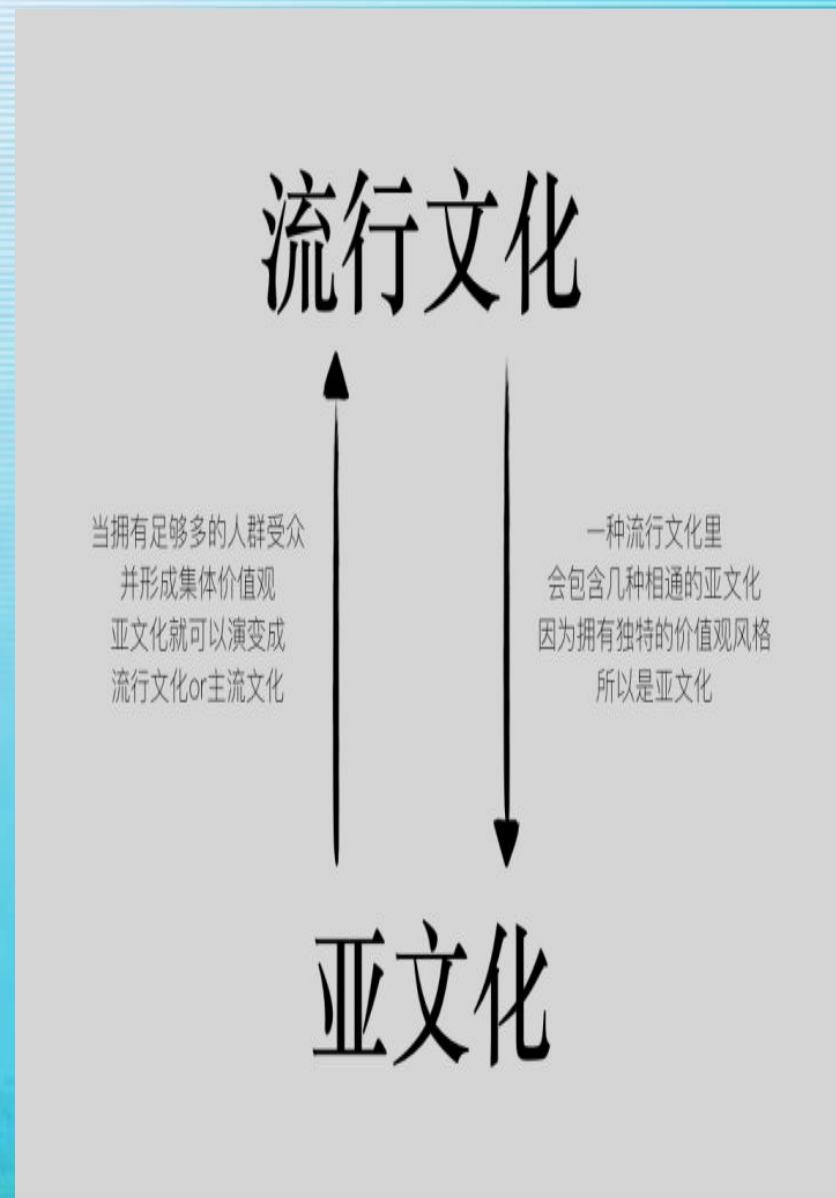 流行文化
当拥有足够多的人群受众
并形成集体价值观
亚文化就可以演变成
流行文化or主流文化
一种流行文化里
会包含几种相通的亚文化
因为拥有独特的价值观风格
所以是亚文化
亚文化